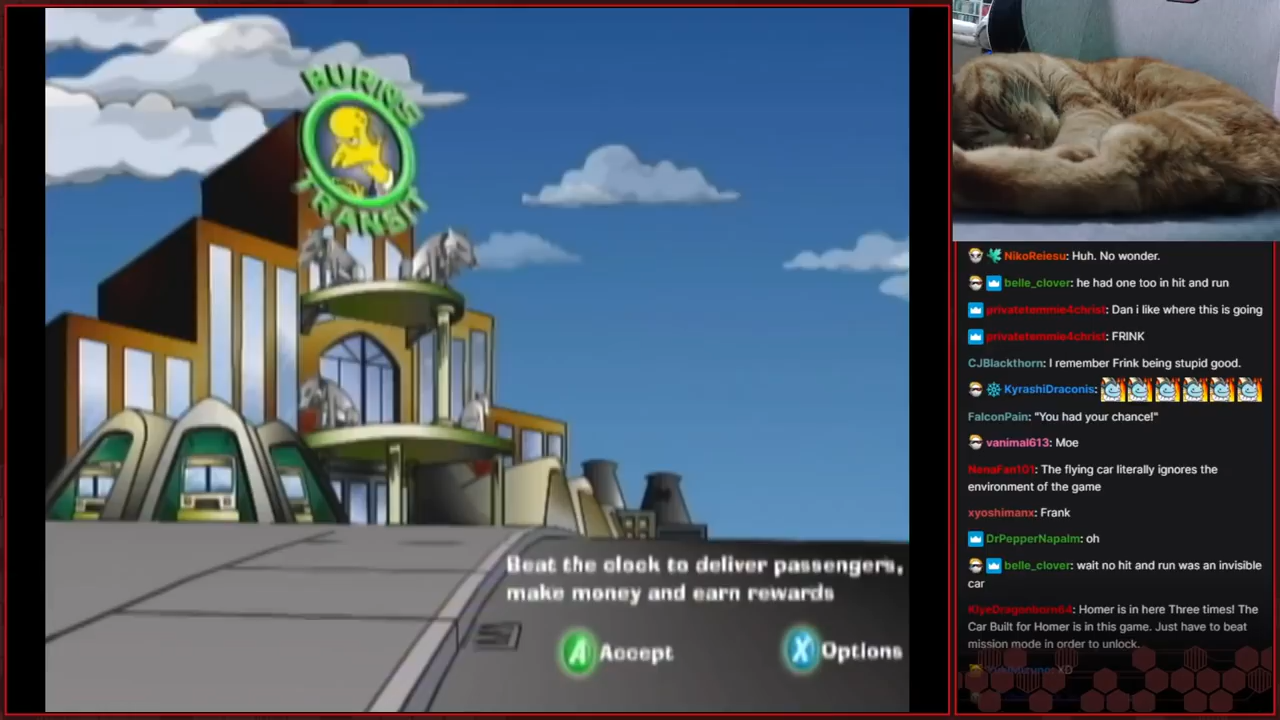 BURNS
TRANSIT
Beat the clock to deliver passengers,
make money and earn rewards
A Accept
X Options
NikoReiesu: Huh. No wonder.
belle_clover: he had one too in hit and run
privatetemmie4christ: Dan i like where this is going
privatetemmie4christ: FRINK
CJBlackthorn: I remember Frink being stupid good.
KyrashiDraconis:
FalconPain: "You had your chance!"
vanimal613: Moe
NenaFan101: The flying car literally ignores the
environment of the game
xyoshimanx: Frank
DrPepperNapalm: oh
belle_clover: wait no hit and run was an invisible
car
KlyeDragenborn64: Homer is in here Three times! The
Car Built for Homer is in this game. Just have to beat
mission mode in order to unlock.
XD